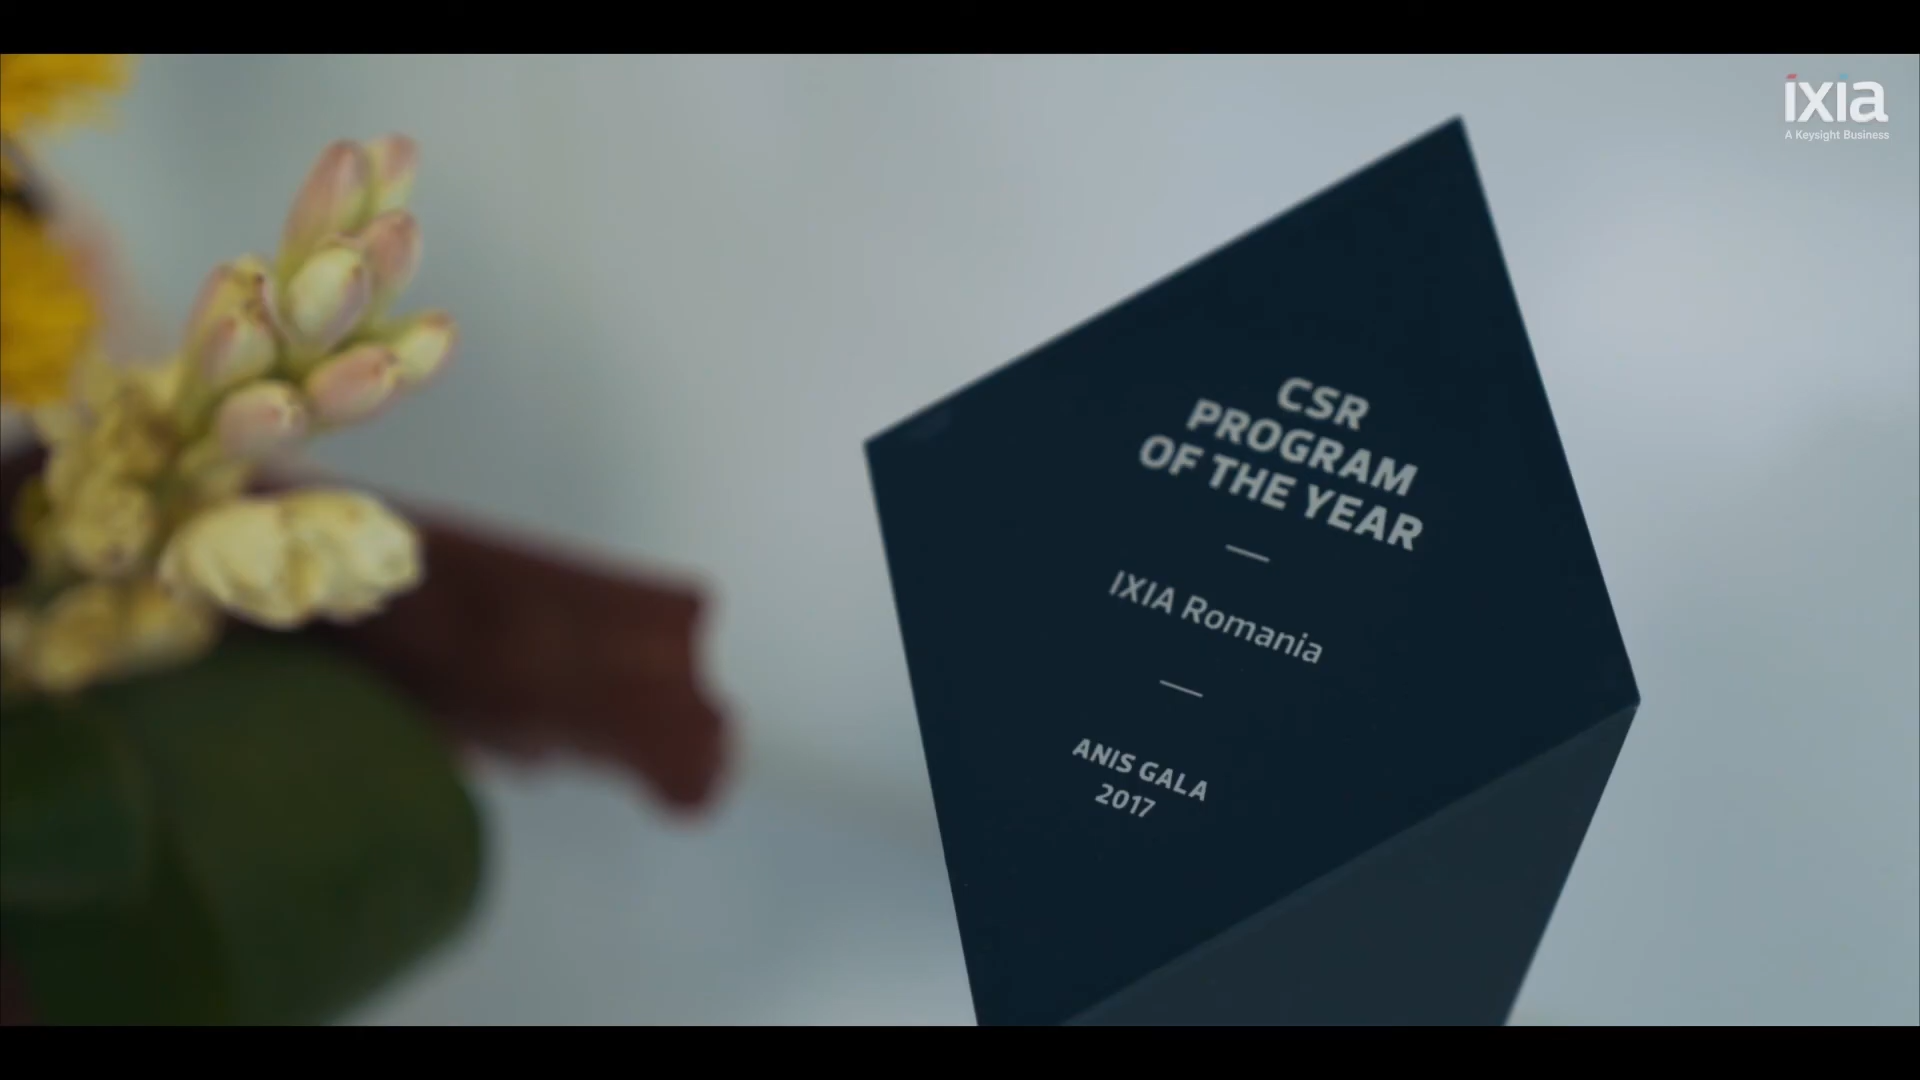 ixia
A Keysight Business
CSR
PROGRAM
OF THE YEAR
IXIA Romania
ANIS GALA
2017